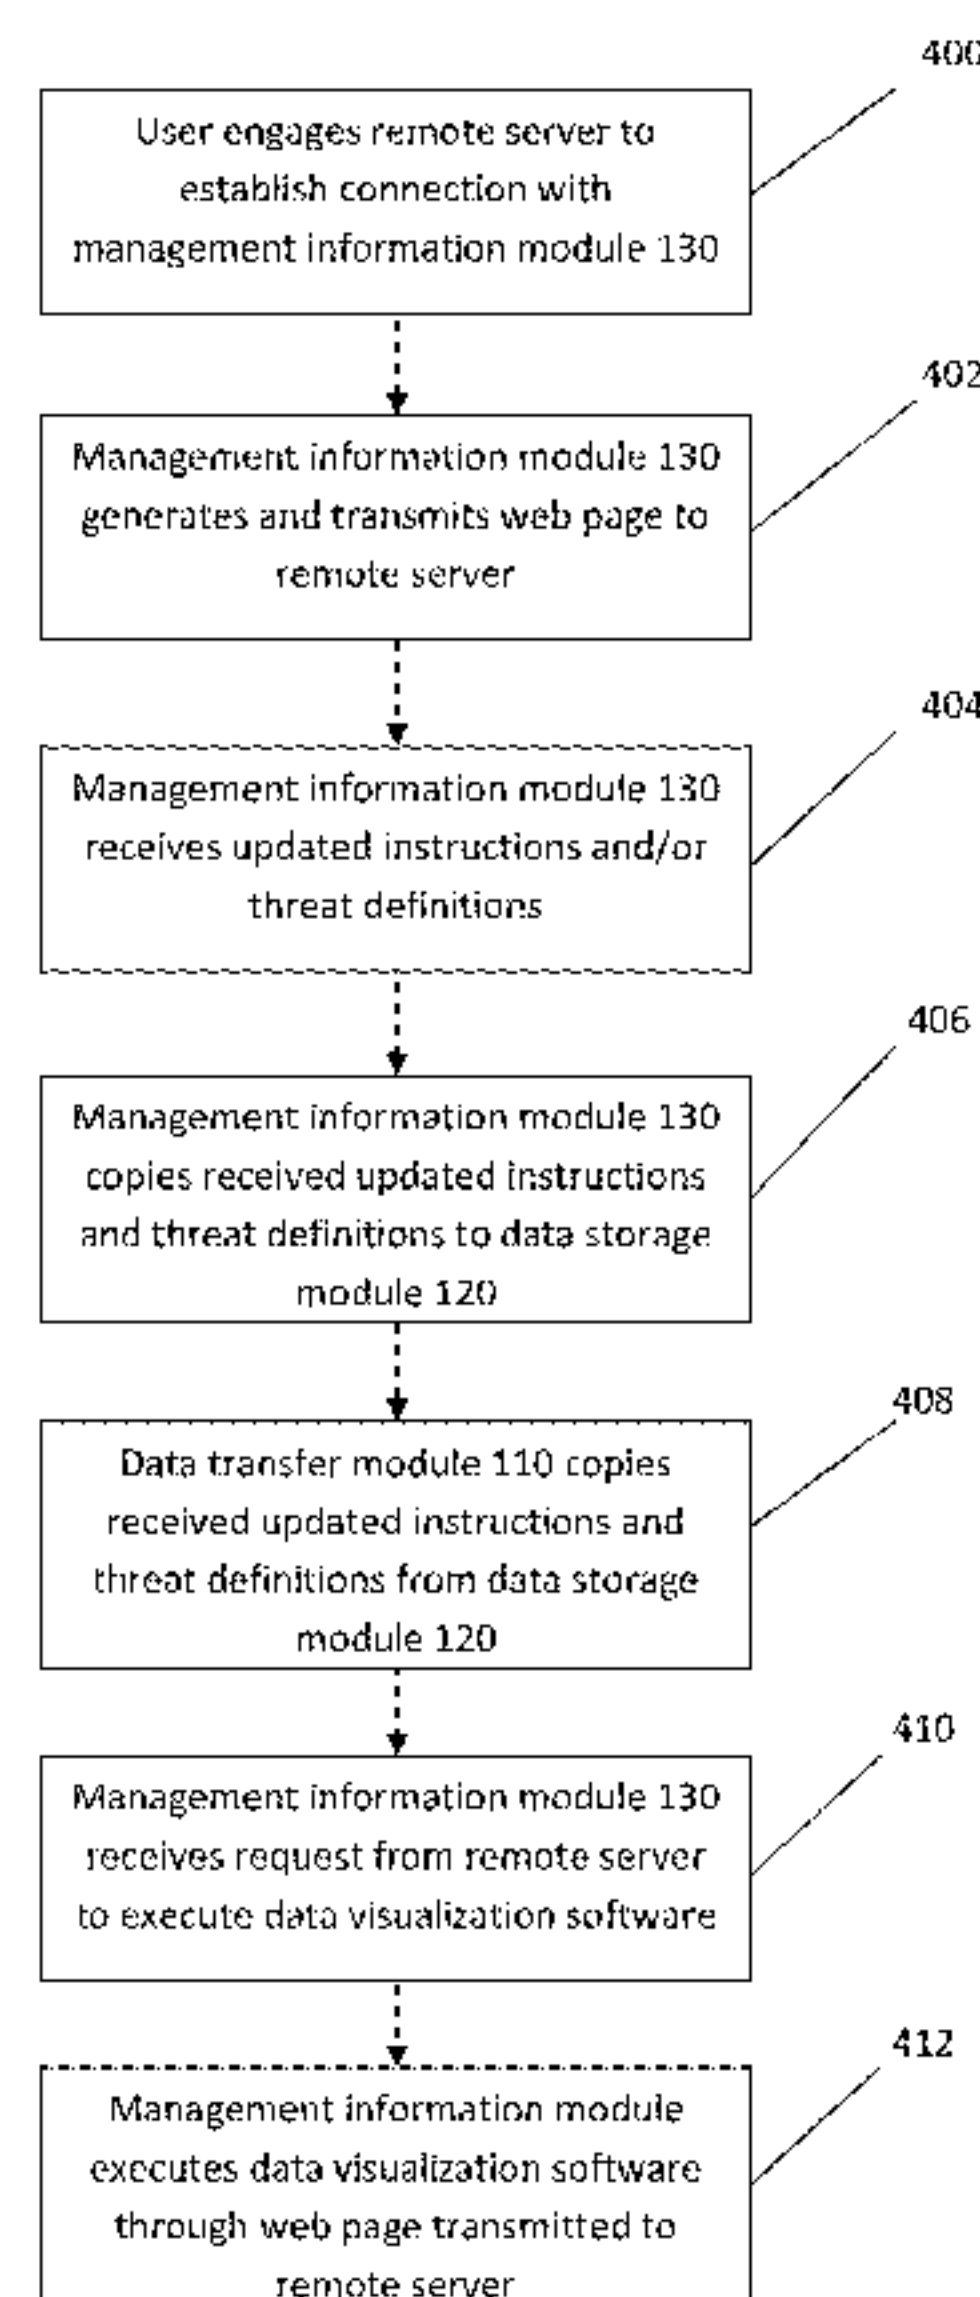 400
User engages remote server to
establish connection with
management information module 130
402
Management information module 130
generates and transmits web page to
remote server
404
Management information module 130
receives updated instructions and/or
threat definitions
406
Management information module 130
copies received updated instructions
and threat definitions to data storage
module 120
408
Data transfer module 110 copies
received updated instructions and
threat definitions from data storage
module 120
410
Management information module 130
receives request from remote server
to execute data visualization software
412
Management information module
executes data visualization software
through web page transmitted to
remote server